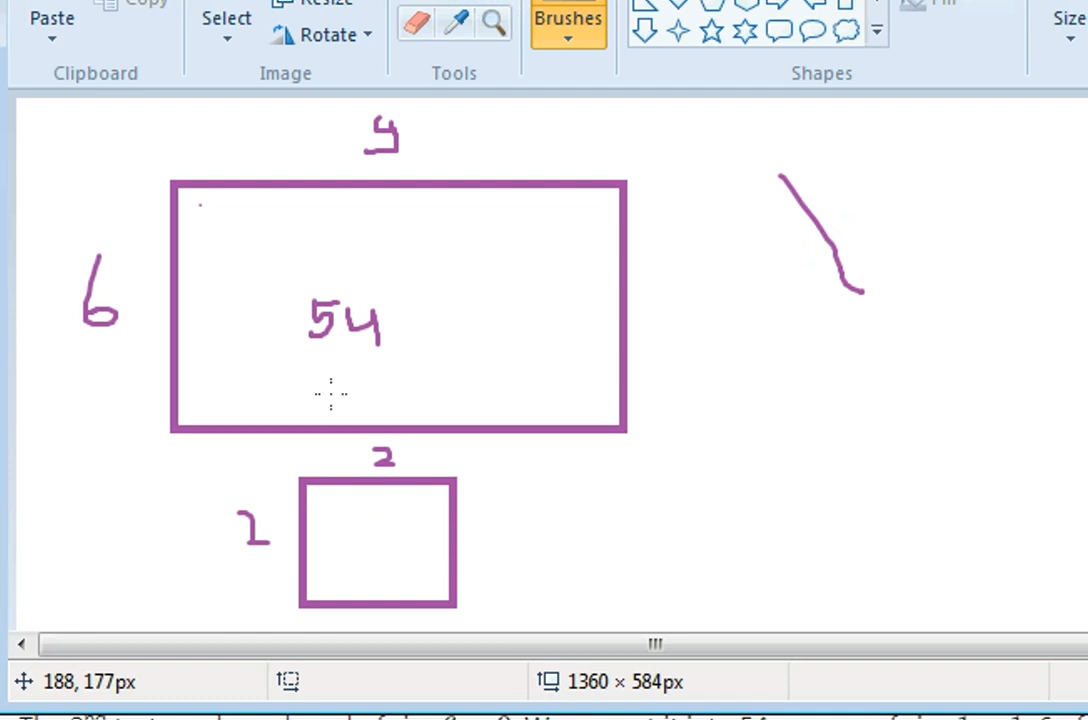 Paste
Copy
Select
Resize
Rotate
Brushes
Fill
Size
Clipboard
Image
Tools
Shapes
9
6
54
2
2
188, 177px
1360 × 584px